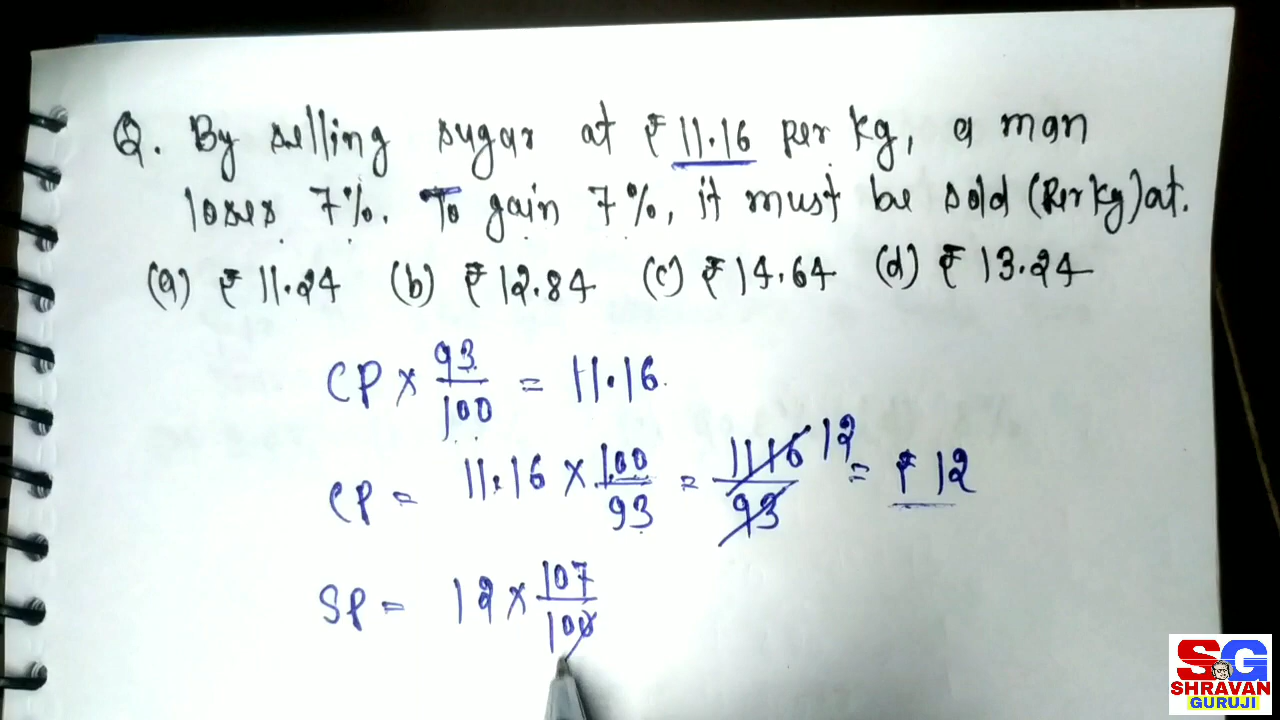 Q. By selling sugar at ₹ 11.16 per kg, a man
loses 7%. To gain 7%, it must be sold (Per kg) at.
(a) ₹ 11.24 (b) ₹ 12.84 (c) ₹ 14.64 (d) ₹ 13.24
CP × 93/100 = 11.16
CP = 11.16 × 100/93 = 1116/93 12 = ₹ 12
SP = 12 × 107/100
SG
SHRAVAN
GURUJI